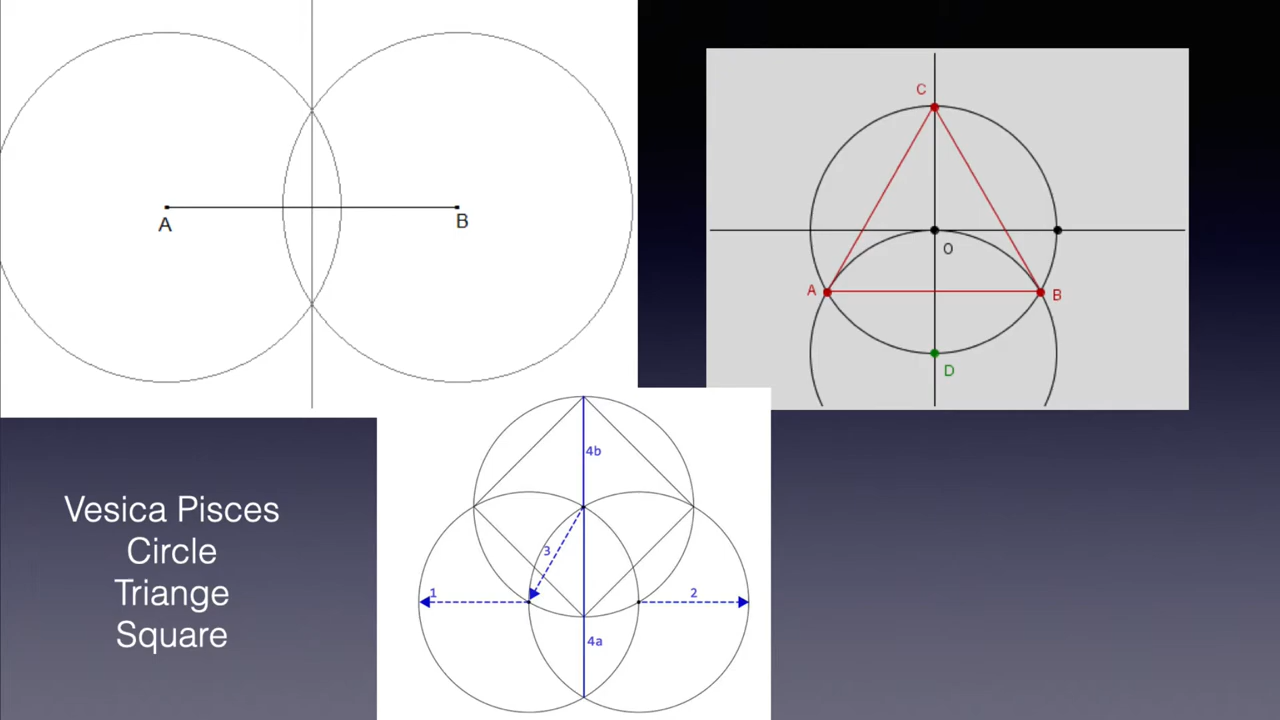 A
B
C
O
A
B
D
4b
3
1
2
4a
Vesica Pisces
Circle
Triange
Square